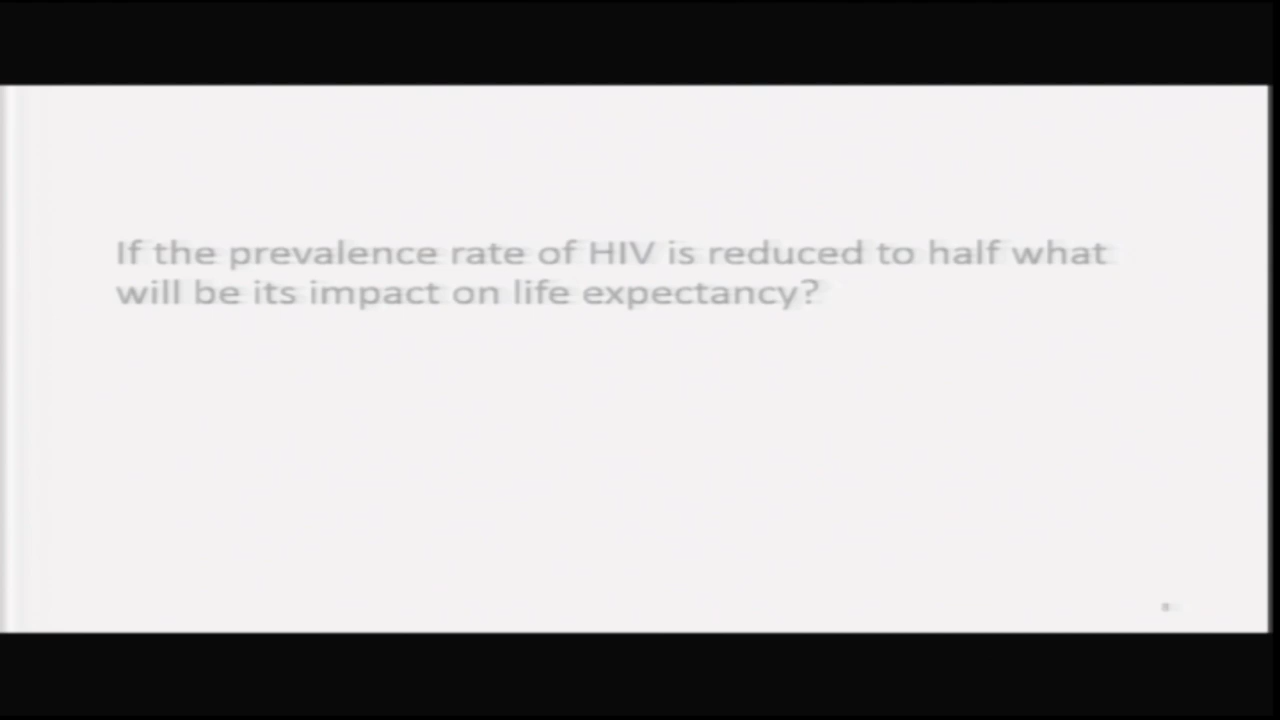 If the prevalence rate of HIV is reduced to half what
will be its impact on life expectancy?